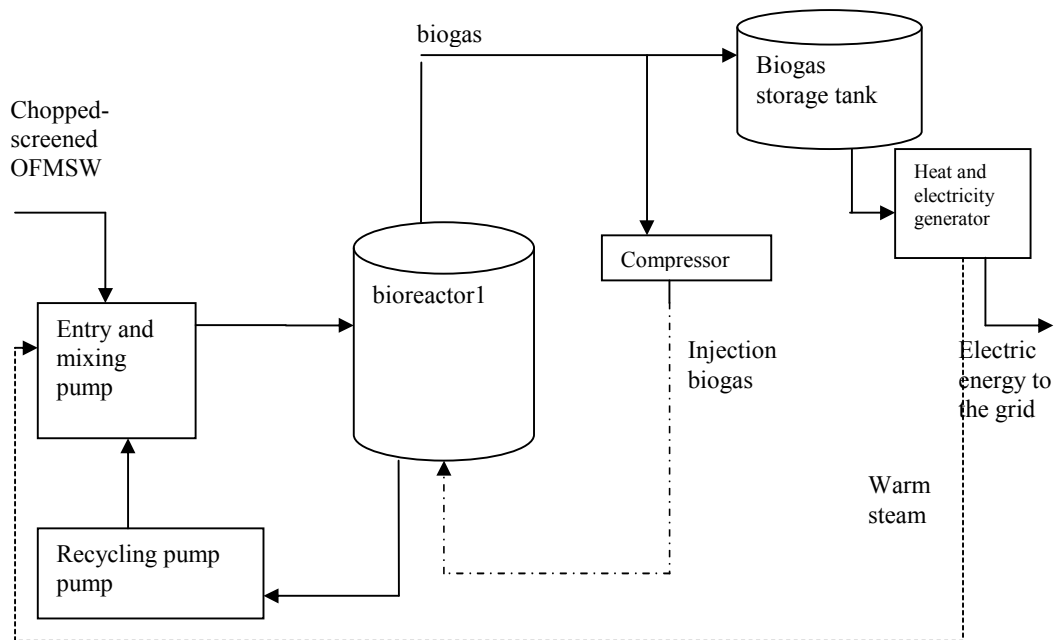 biogas
Biogas
storage tank
Chopped-
screened
OFMSW
Heat and
electricity
generator
Compressor
bioreactor1
Entry and
mixing
pump
Injection
biogas
Electric
energy to
the grid
Warm
steam
Recycling pump
pump